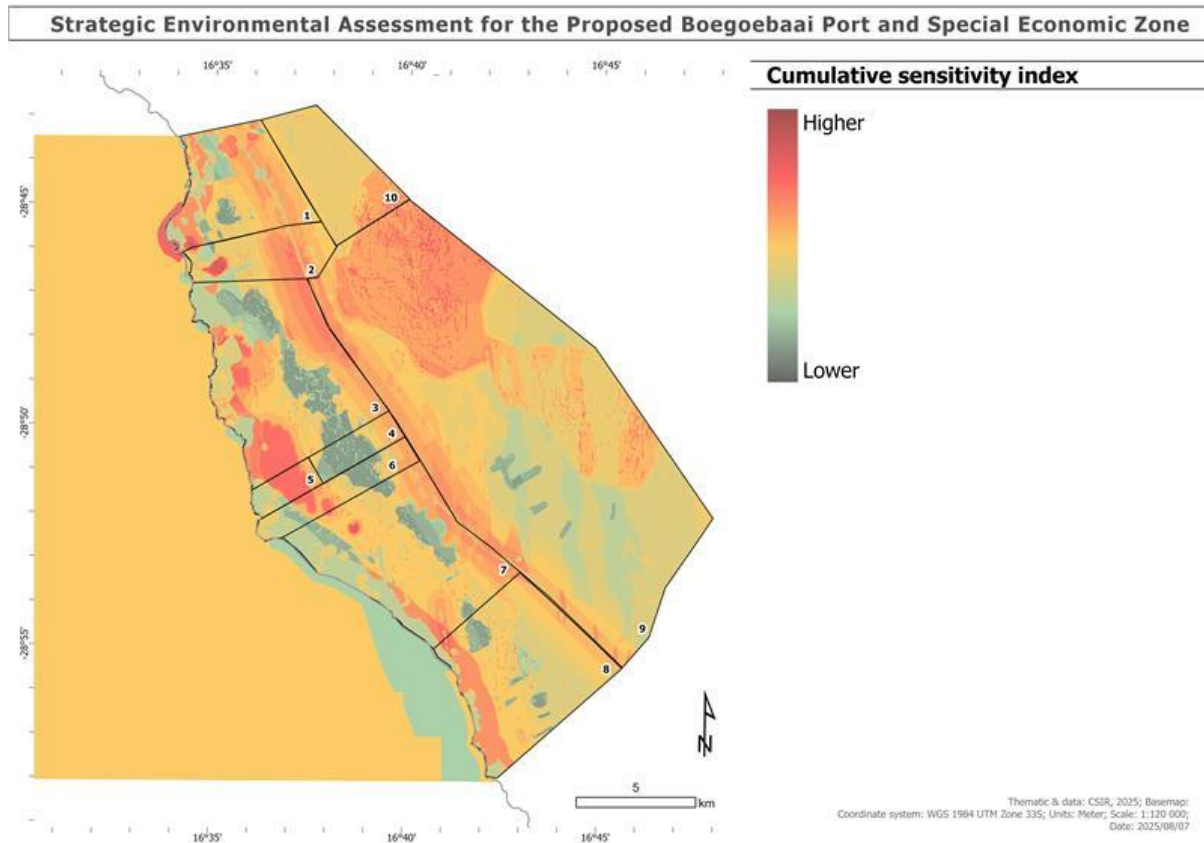 Strategic Environmental Assessment for the Proposed Boegoebaai Port and Special Economic Zone
16°35' 16°40' 16°45'
Cumulative sensitivity index
Higher
Lower
-28°45'
-28°50'
-28°55'
10
1
2
3
4
6
5
7
9
8
N
5
km
16°35' 16°40' 16°45'
Thematic & data: CSIR, 2025; Basemap:
Coordinate system: WGS 1984 UTM Zone 33S; Units: Meter; Scale: 1:120 000;
Date: 2025/08/07